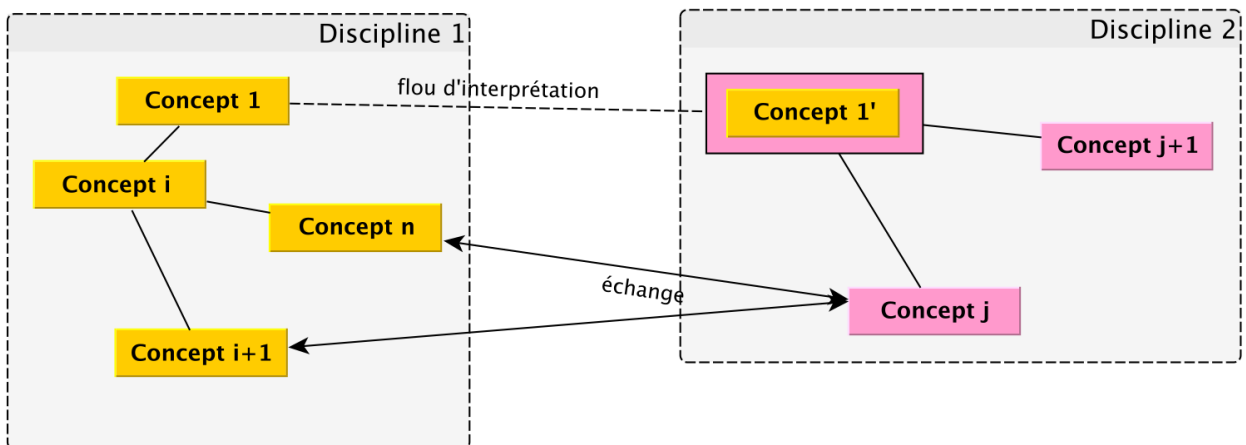 Discipline 1
Discipline 2
Concept 1
flou d'interprétation
Concept 1'
Concept j+1
Concept i
Concept n
échange
Concept j
Concept i+1